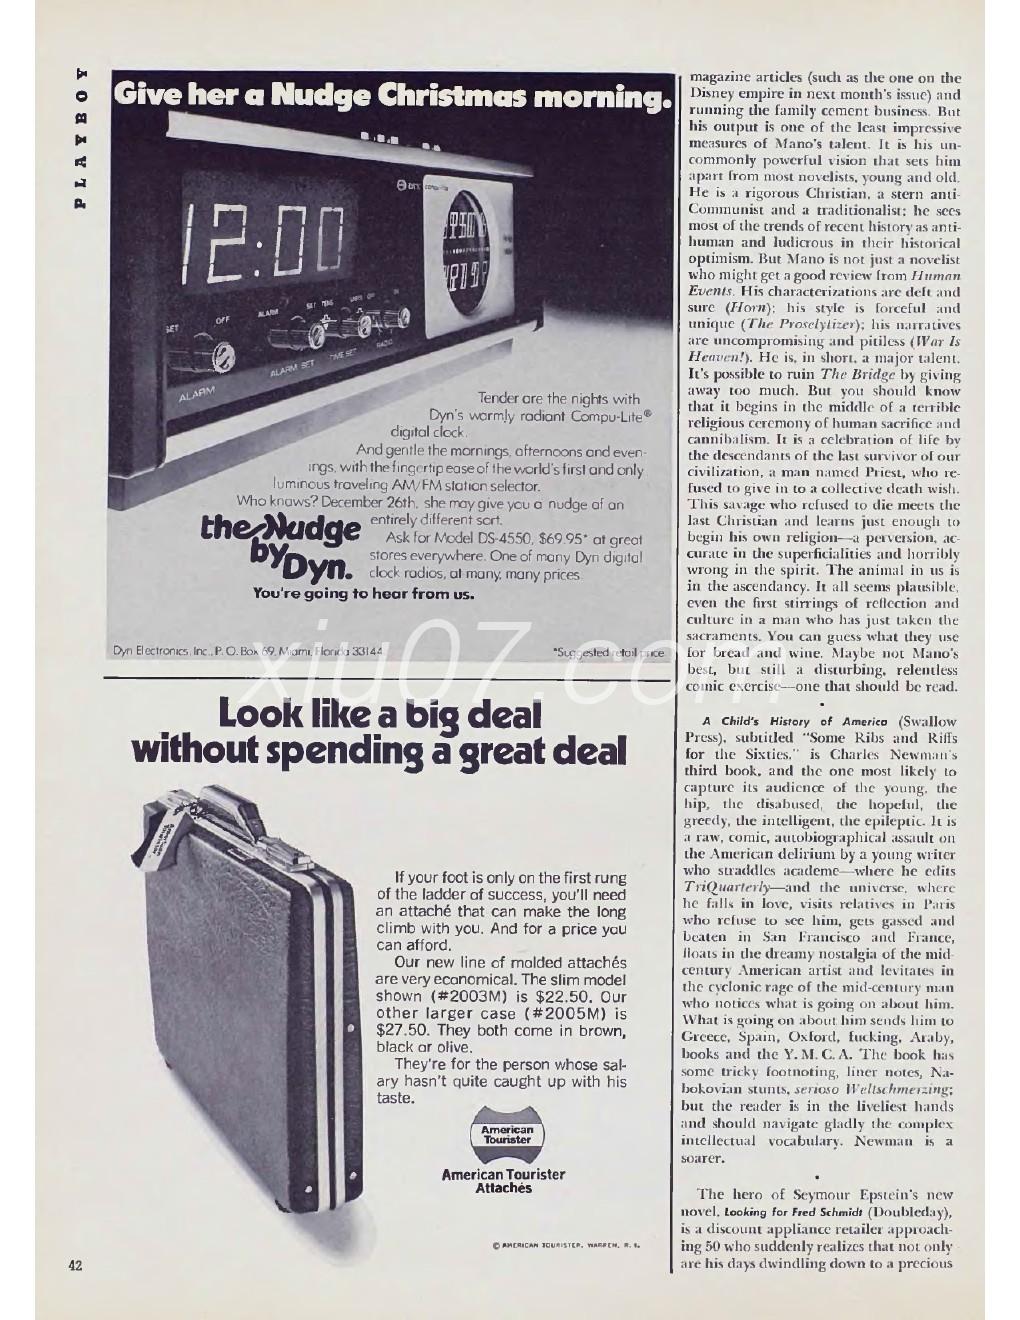 PLAYBOY
Give her a Nudge Christmas morning.
12:00
SET
OFF
ALARM
ALARM SET
TIME SET
RADIO
ALARM
Tender are the nights with
Dyn's warmly radiant Compu-Lite®
digital clock.
And gentle the mornings, afternoons and even-
ings, with the fingertip ease of the world's first and only
luminous traveling AM/FM station selector.
Who knows? December 26th, she may give you a nudge of an
entirely different sort.
Ask for Model DS-4550, $69.95* at great
stores everywhere. One of many Dyn digital
clock radios, at many, many prices.
the Nudge
by Dyn.
You're going to hear from us.
Dyn Electronics, Inc., P. O. Box 69, Miami, Florida 33144
*Suggested retail price
Look like a big deal
without spending a great deal
If your foot is only on the first rung
of the ladder of success, you'll need
an attaché that can make the long
climb with you. And for a price you
can afford.
Our new line of molded attachés
are very economical. The slim model
shown (#2003M) is $22.50. Our
other larger case (#2005M) is
$27.50. They both come in brown,
black or olive.
They're for the person whose sal-
ary hasn't quite caught up with his
taste.
American
Tourister
American Tourister
Attachés
© AMERICAN TOURISTER, WARREN, R. I.
42
magazine articles (such as the one on the
Disney empire in next month's issue) and
running the family cement business. But
his output is one of the least impressive
measures of Mano's talent. It is his un-
commonly powerful vision that sets him
apart from most novelists, young and old.
He is a rigorous Christian, a stern anti-
Communist and a traditionalist; he sees
most of the trends of recent history as anti-
human and ludicrous in their historical
optimism. But Mano is not just a novelist
who might get a good review from Human
Events. His characterizations are deft and
sure (Horn); his style is forceful and
unique (The Proselytizer); his narratives
are uncompromising and pitiless (War Is
Heaven!). He is, in short, a major talent.
It's possible to ruin The Bridge by giving
away too much. But you should know
that it begins in the middle of a terrible
religious ceremony of human sacrifice and
cannibalism. It is a celebration of life by
the descendants of the last survivor of our
civilization, a man named Priest, who re-
fused to give in to a collective death wish.
This savage who refused to die meets the
last Christian and learns just enough to
begin his own religion—a perversion, ac-
curate in the superficialities and horribly
wrong in the spirit. The animal in us is
in the ascendancy. It all seems plausible,
even the first stirrings of reflection and
culture in a man who has just taken the
sacraments. You can guess what they use
for bread and wine. Maybe not Mano's
best, but still a disturbing, relentless
comic exercise—one that should be read.
•
A Child's History of America (Swallow
Press), subtitled "Some Ribs and Riffs
for the Sixties," is Charles Newman's
third book, and the one most likely to
capture its audience of the young, the
hip, the disabused, the hopeful, the
greedy, the intelligent, the epileptic. It is
a raw, comic, autobiographical assault on
the American delirium by a young writer
who straddles academe—where he edits
TriQuarterly—and the universe, where
he falls in love, visits relatives in Paris
who refuse to see him, gets gassed and
beaten in San Francisco and France,
floats in the dreamy nostalgia of the mid-
century American artist and levitates in
the cyclonic rage of the mid-century man
who notices what is going on about him.
What is going on about him sends him to
Greece, Spain, Oxford, fucking, Araby,
books and the Y. M. C. A. The book has
some tricky footnoting, liner notes, Na-
bokovian stunts, serioso Weltschmerzing;
but the reader is in the liveliest hands
and should navigate gladly the complex
intellectual vocabulary. Newman is a
soarer.
•
The hero of Seymour Epstein's new
novel, Looking for Fred Schmidt (Doubleday),
is a discount appliance retailer approach-
ing 50 who suddenly realizes that not only
are his days dwindling down to a precious
xiu07.com